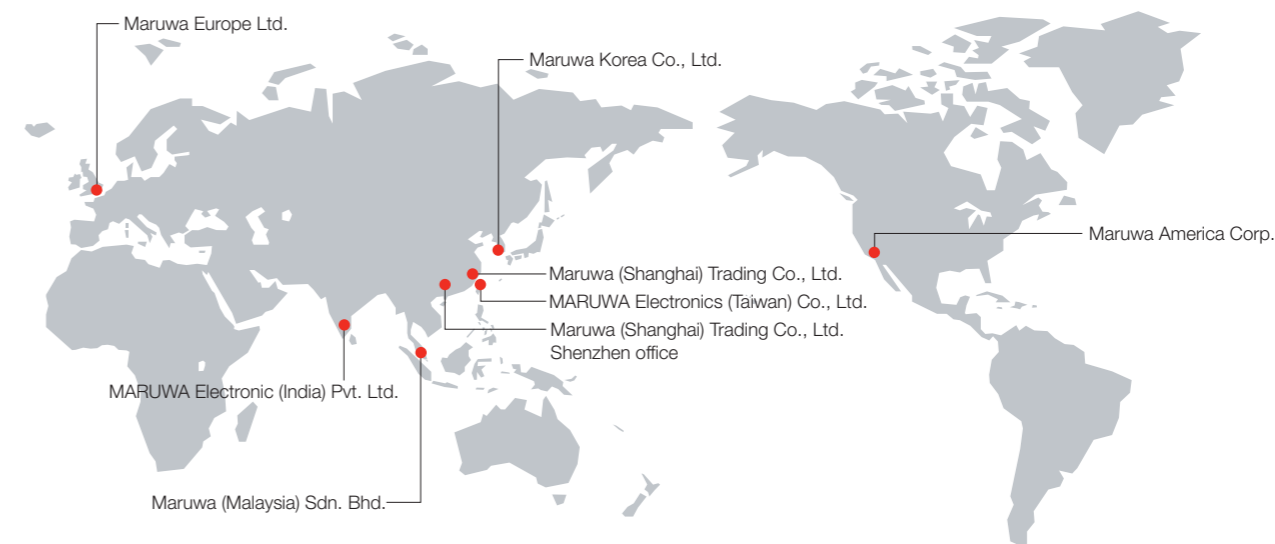 Maruwa Europe Ltd.
Maruwa Korea Co., Ltd.
Maruwa America Corp.
Maruwa (Shanghai) Trading Co., Ltd.
MARUWA Electronics (Taiwan) Co., Ltd.
Maruwa (Shanghai) Trading Co., Ltd.
Shenzhen office
MARUWA Electronic (India) Pvt. Ltd.
Maruwa (Malaysia) Sdn. Bhd.